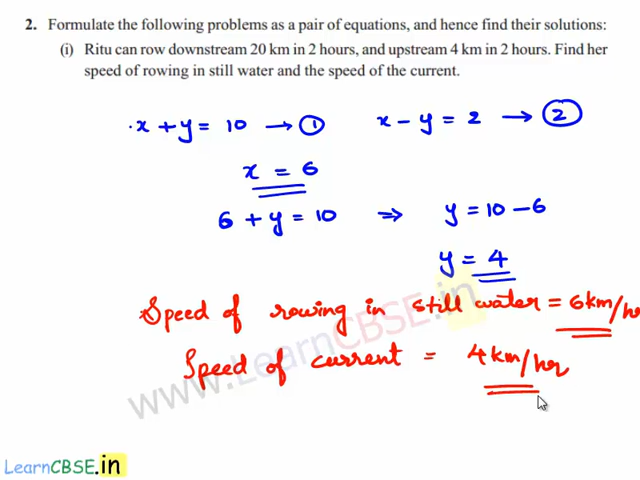 2. Formulate the following problems as a pair of equations, and hence find their solutions:
(i) Ritu can row downstream 20 km in 2 hours, and upstream 4 km in 2 hours. Find her
speed of rowing in still water and the speed of the current.
x + y = 10 → ① x - y = 2 → ②
x = 6
6 + y = 10 ⇒ y = 10 - 6
y = 4
Speed of rowing in still water = 6km/hr
Speed of current = 4km/hr
www.LearnCBSE.in
LearnCBSE.in